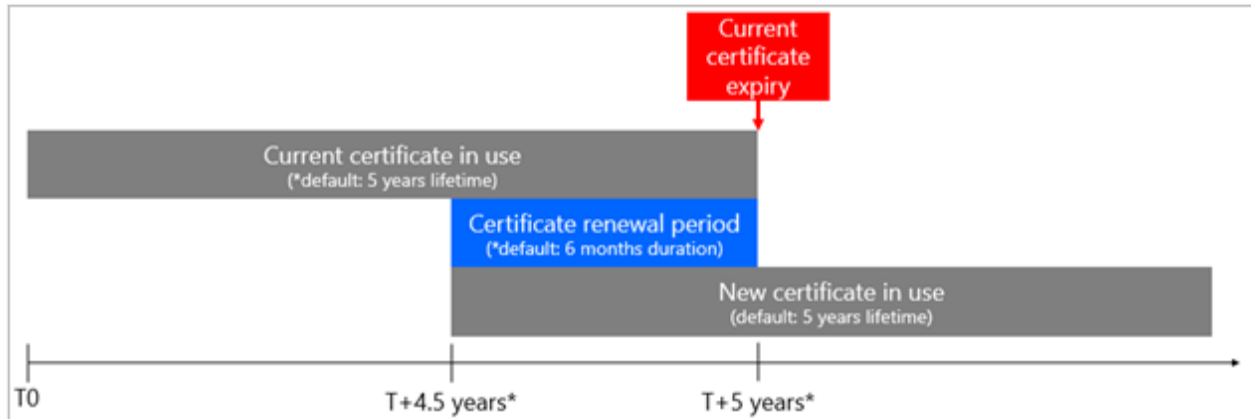 Current
certificate
expiry
Current certificate in use
(*default: 5 years lifetime)
Certificate renewal period
(*default: 6 months duration)
New certificate in use
(default: 5 years lifetime)
T0
T+4.5 years*
T+5 years*